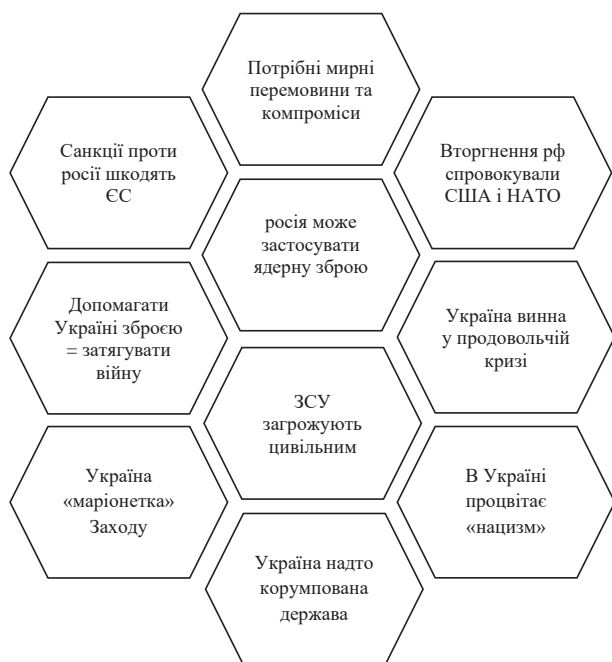 Потрібні мирні
перемовини та
компроміси
Санкції проти
росії шкодять
ЄС
Вторгнення рф
спровокували
США і НАТО
росія може
застосувати
ядерну зброю
Допомагати
Україні зброєю
= затягувати
війну
Україна винна
у продовольчій
кризі
ЗСУ
загрожують
цивільним
Україна
«маріонетка»
Заходу
В Україні
процвітає
«нацизм»
Україна надто
корумпована
держава